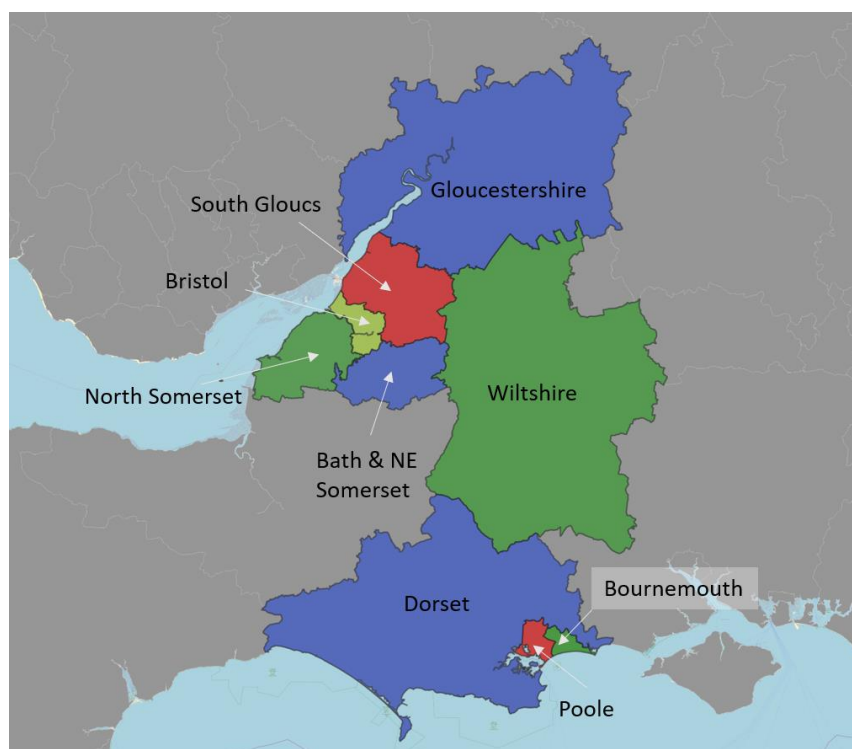 Gloucestershire
South Gloucs
Bristol
North Somerset
Wiltshire
Bath & NE
Somerset
Bournemouth
Dorset
Poole